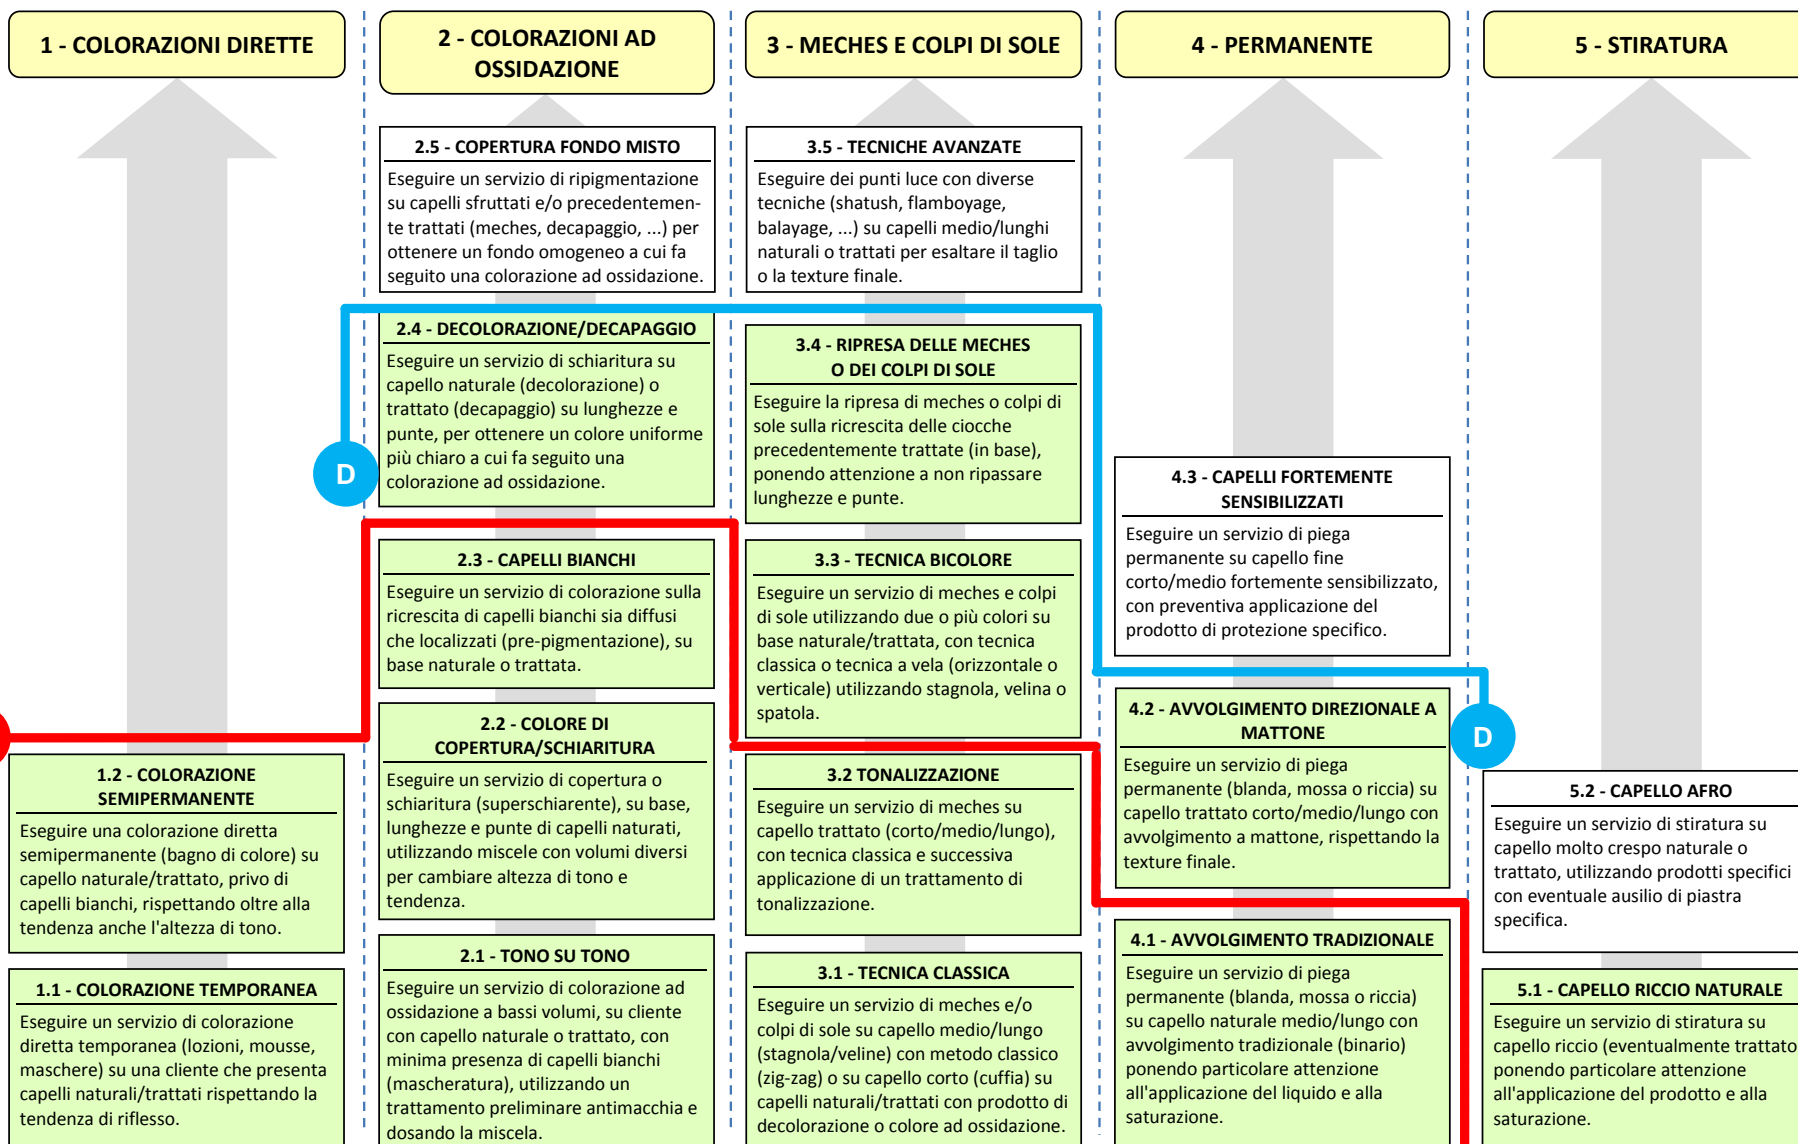 1 - COLORAZIONI DIRETTE
1.2 - COLORAZIONE
SEMIPERMANENTE
Eseguire una colorazione diretta
semipermanente (bagno di colore) su
capello naturale/trattato, privo di
capelli bianchi, rispettando oltre alla
tendenza anche l'altezza di tono.
1.1 - COLORAZIONE TEMPORANEA
Eseguire un servizio di colorazione
diretta temporanea (lozioni, mousse,
maschere) su una cliente che presenta
capelli naturali/trattati rispettando la
tendenza di riflesso.
2 - COLORAZIONI AD
OSSIDAZIONE
2.5 - COPERTURA FONDO MISTO
Eseguire un servizio di ripigmentazione
su capelli sfruttati e/o precedentemen-
te trattati (meches, decapaggio, ...) per
ottenere un fondo omogeneo a cui fa
seguito una colorazione ad ossidazione.
D
2.4 - DECOLORAZIONE/DECAPAGGIO
Eseguire un servizio di schiaritura su
capello naturale (decolorazione) o
trattato (decapaggio) su lunghezze e
punte, per ottenere un colore uniforme
più chiaro a cui fa seguito una
colorazione ad ossidazione.
2.3 - CAPELLI BIANCHI
Eseguire un servizio di colorazione sulla
ricrescita di capelli bianchi sia diffusi
che localizzati (pre-pigmentazione), su
base naturale o trattata.
2.2 - COLORE DI
COPERTURA/SCHIARITURA
Eseguire un servizio di copertura o
schiaritura (superschiarente), su base,
lunghezze e punte di capelli naturati,
utilizzando miscele con volumi diversi
per cambiare altezza di tono e
tendenza.
2.1 - TONO SU TONO
Eseguire un servizio di colorazione ad
ossidazione a bassi volumi, su cliente
con capello naturale o trattato, con
minima presenza di capelli bianchi
(mascheratura), utilizzando un
trattamento preliminare antimacchia e
dosando la miscela.
3 - MECHES E COLPI DI SOLE
3.5 - TECNICHE AVANZATE
Eseguire dei punti luce con diverse
tecniche (shatush, flamboyage,
balayage, ...) su capelli medio/lunghi
naturali o trattati per esaltare il taglio
o la texture finale.
3.4 - RIPRESA DELLE MECHES
O DEI COLPI DI SOLE
Eseguire la ripresa di meches o colpi di
sole sulla ricrescita delle ciocche
precedentemente trattate (in base),
ponendo attenzione a non ripassare
lunghezze e punte.
3.3 - TECNICA BICOLORE
Eseguire un servizio di meches e colpi
di sole utilizzando due o più colori su
base naturale/trattata, con tecnica
classica o tecnica a vela (orizzontale o
verticale) utilizzando stagnola, velina o
spatola.
3.2 TONALIZZAZIONE
Eseguire un servizio di meches su
capello trattato (corto/medio/lungo),
con tecnica classica e successiva
applicazione di un trattamento di
tonalizzazione.
3.1 - TECNICA CLASSICA
Eseguire un servizio di meches e/o
colpi di sole su capello medio/lungo
(stagnola/veline) con metodo classico
(zig-zag) o su capello corto (cuffia) su
capelli naturali/trattati con prodotto di
decolorazione o colore ad ossidazione.
4 - PERMANENTE
4.3 - CAPELLI FORTEMENTE
SENSIBILIZZATI
Eseguire un servizio di piega
permanente su capello fine
corto/medio fortemente sensibilizzato,
con preventiva applicazione del
prodotto di protezione specifico.
4.2 - AVVOLGIMENTO DIREZIONALE A
MATTONE
Eseguire un servizio di piega
permanente (blanda, mossa o riccia) su
capello trattato corto/medio/lungo con
avvolgimento a mattone, rispettando la
texture finale.
4.1 - AVVOLGIMENTO TRADIZIONALE
Eseguire un servizio di piega
permanente (blanda, mossa o riccia)
su capello naturale medio/lungo con
avvolgimento tradizionale (binario)
ponendo particolare attenzione
all'applicazione del liquido e alla
saturazione.
5 - STIRATURA
D
5.2 - CAPELLO AFRO
Eseguire un servizio di stiratura su
capello molto crespo naturale o
trattato, utilizzando prodotti specifici
con eventuale ausilio di piastra
specifica.
5.1 - CAPELLO RICCIO NATURALE
Eseguire un servizio di stiratura su
capello riccio (eventualmente trattato
ponendo particolare attenzione
all'applicazione del prodotto e alla
saturazione.